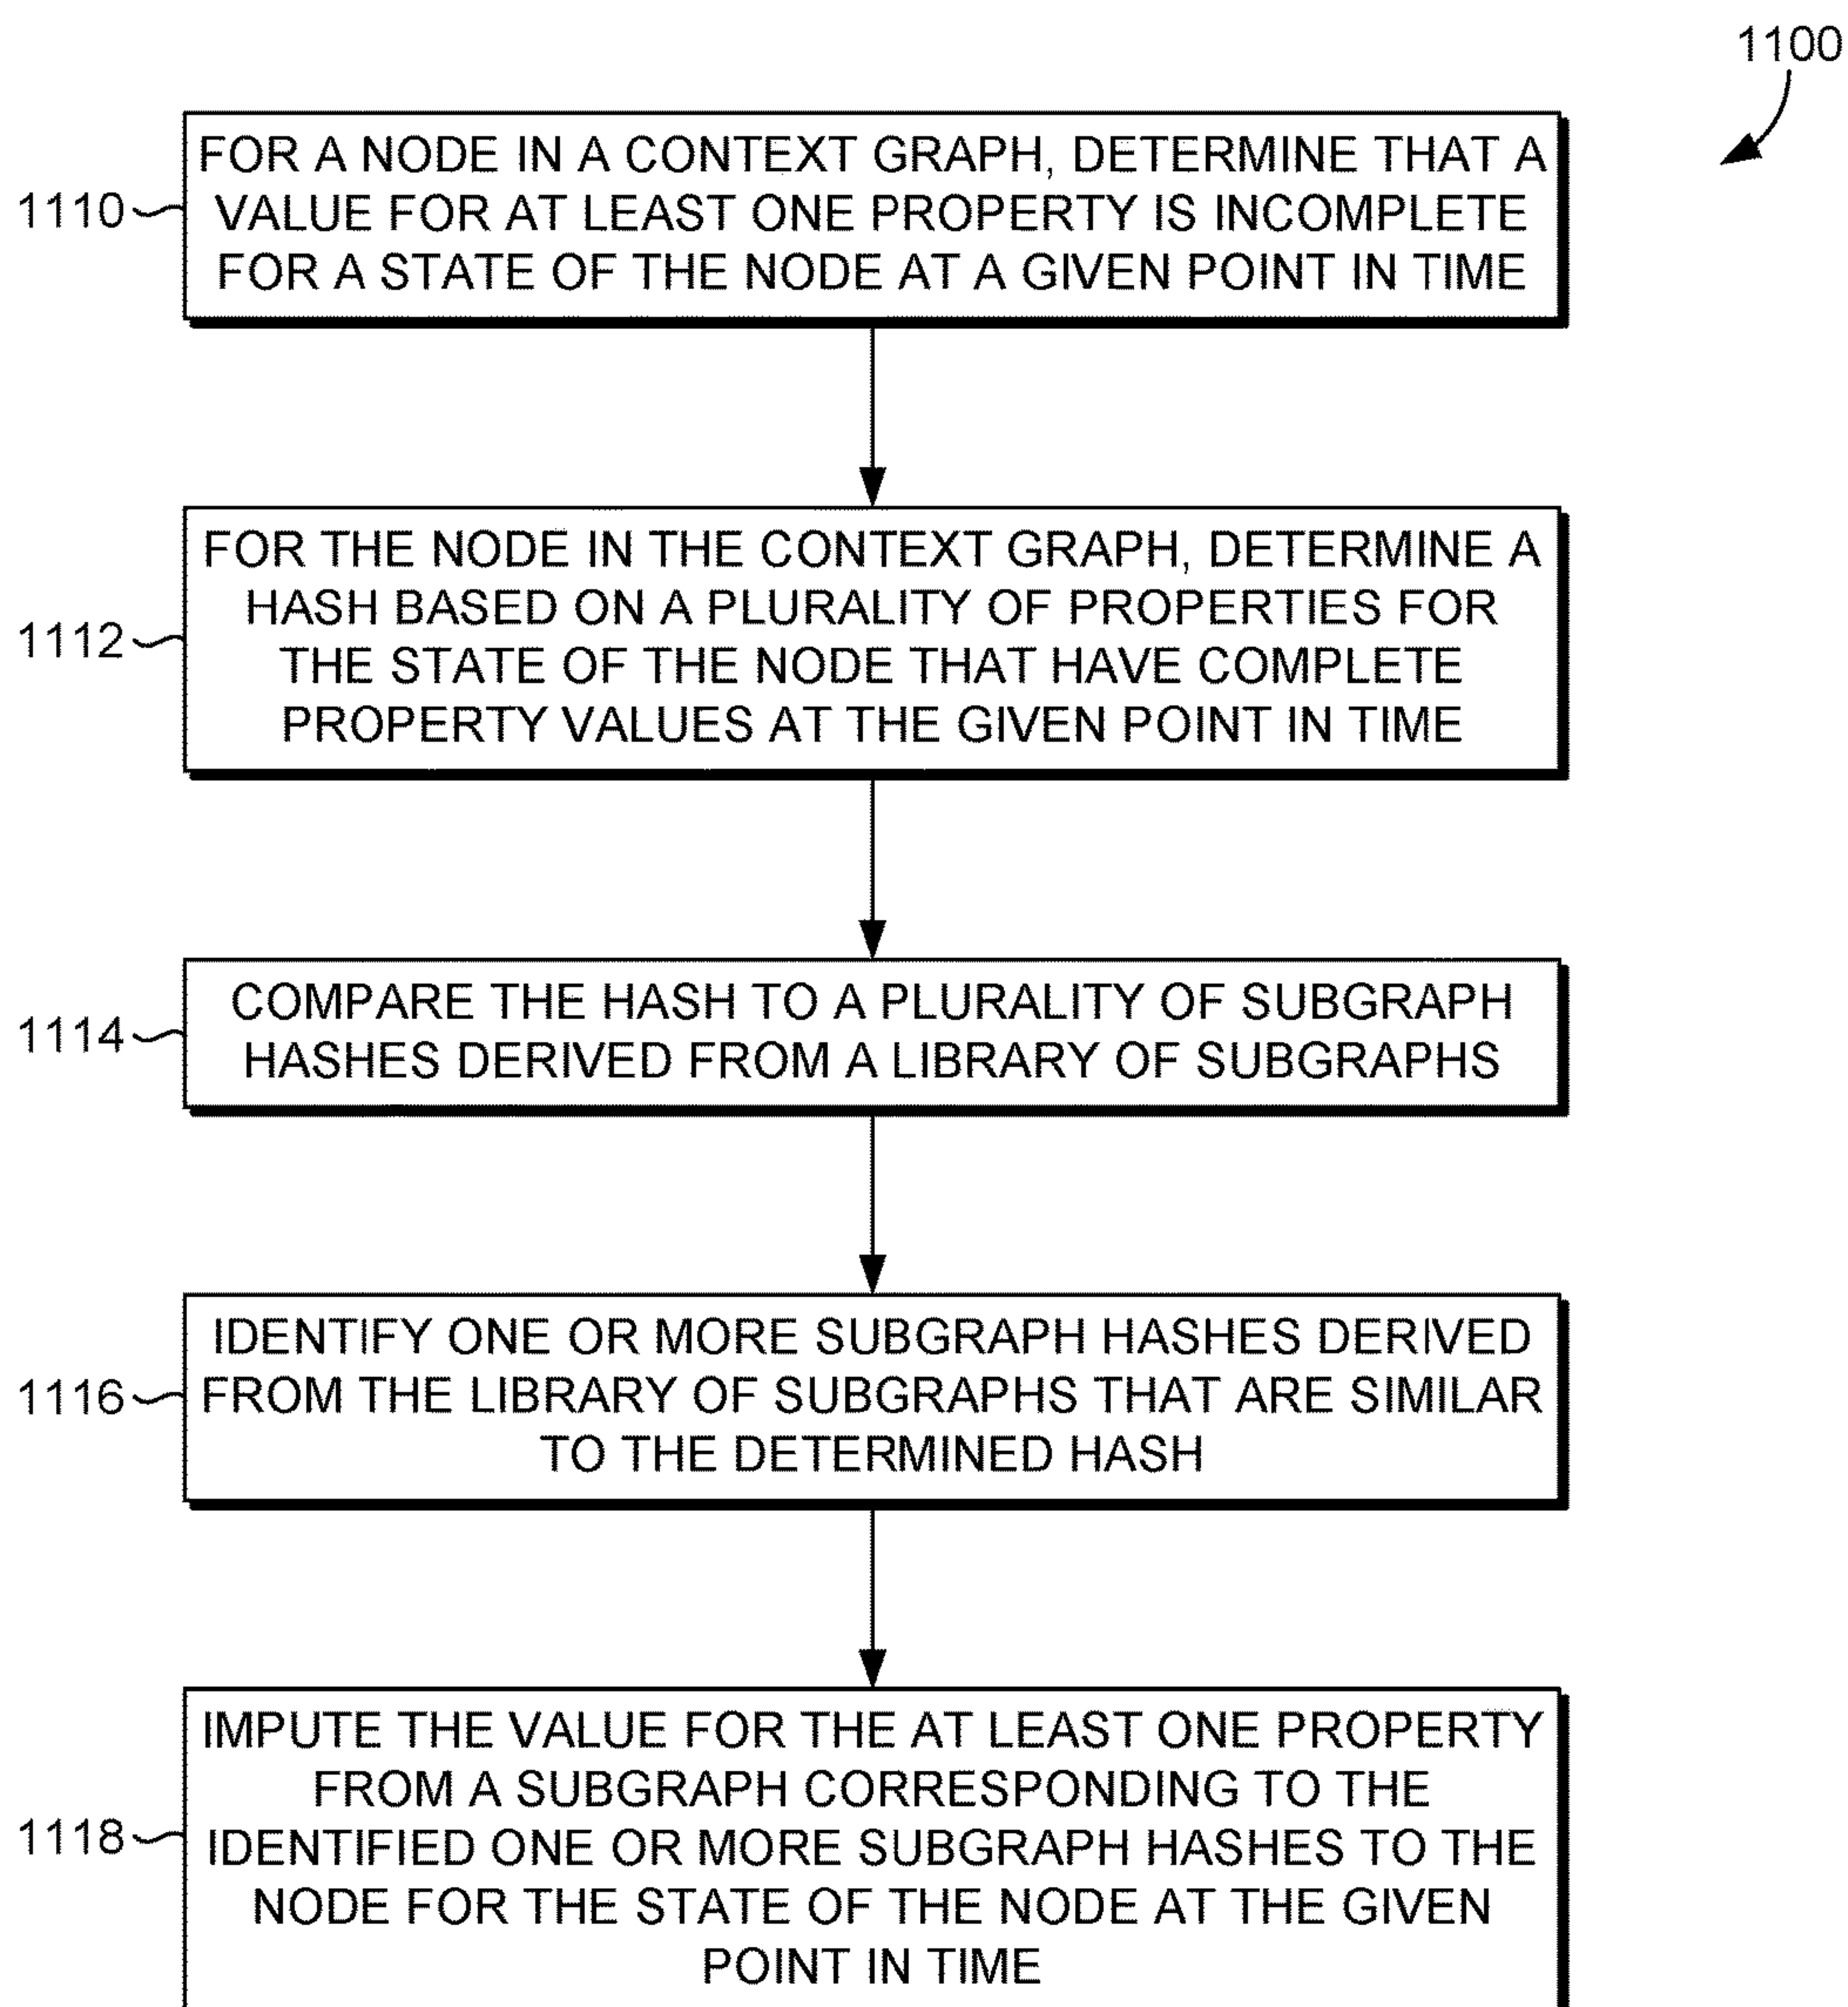 1100
1110
FOR A NODE IN A CONTEXT GRAPH, DETERMINE THAT A
VALUE FOR AT LEAST ONE PROPERTY IS INCOMPLETE
FOR A STATE OF THE NODE AT A GIVEN POINT IN TIME
1112
FOR THE NODE IN THE CONTEXT GRAPH, DETERMINE A
HASH BASED ON A PLURALITY OF PROPERTIES FOR
THE STATE OF THE NODE THAT HAVE COMPLETE
PROPERTY VALUES AT THE GIVEN POINT IN TIME
1114
COMPARE THE HASH TO A PLURALITY OF SUBGRAPH
HASHES DERIVED FROM A LIBRARY OF SUBGRAPHS
1116
IDENTIFY ONE OR MORE SUBGRAPH HASHES DERIVED
FROM THE LIBRARY OF SUBGRAPHS THAT ARE SIMILAR
TO THE DETERMINED HASH
1118
IMPUTE THE VALUE FOR THE AT LEAST ONE PROPERTY
FROM A SUBGRAPH CORRESPONDING TO THE
IDENTIFIED ONE OR MORE SUBGRAPH HASHES TO THE
NODE FOR THE STATE OF THE NODE AT THE GIVEN
POINT IN TIME